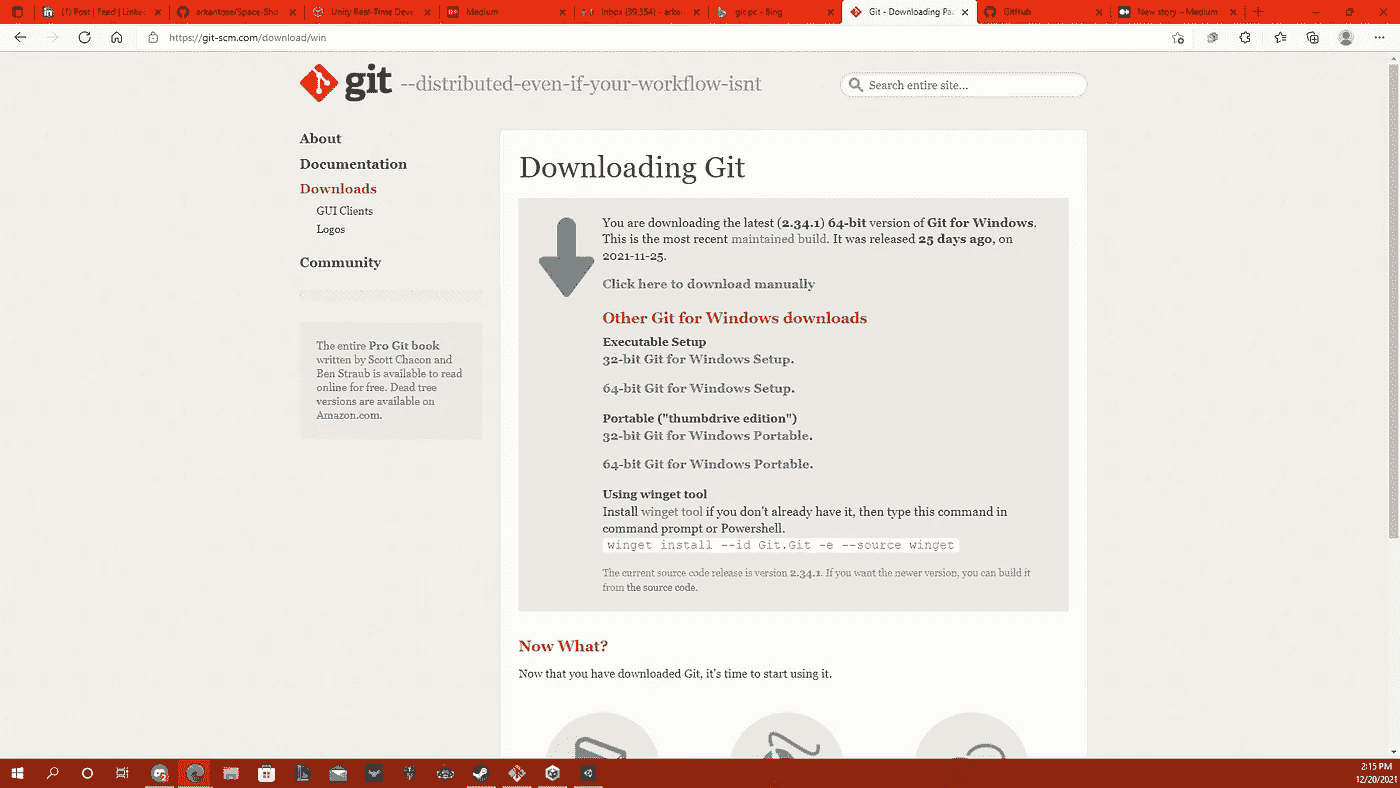 (1) Post | Feed | Linke
arkantose/Space-Sho
Unity Real-Time Deve
Medium
Inbox (39,354) - arka
git pc - Bing
Git - Downloading Pa
GitHub
New story – Medium
https://git-scm.com/download/win
git --distributed-even-if-your-workflow-isnt
Search entire site...
About
Documentation
Downloads
GUI Clients
Logos
Community
The entire Pro Git book
written by Scott Chacon and
Ben Straub is available to read
online for free. Dead tree
versions are available on
Amazon.com.
Downloading Git
You are downloading the latest (2.34.1) 64-bit version of Git for Windows.
This is the most recent maintained build. It was released 25 days ago, on
2021-11-25.
Click here to download manually
Other Git for Windows downloads
Executable Setup
32-bit Git for Windows Setup.
64-bit Git for Windows Setup.
Portable ("thumbdrive edition")
32-bit Git for Windows Portable.
64-bit Git for Windows Portable.
Using winget tool
Install winget tool if you don't already have it, then type this command in
command prompt or Powershell.
winget install --id Git.Git -e --source winget
The current source code release is version 2.34.1. If you want the newer version, you can build it
from the source code.
Now What?
Now that you have downloaded Git, it's time to start using it.
2:15 PM
12/20/2021